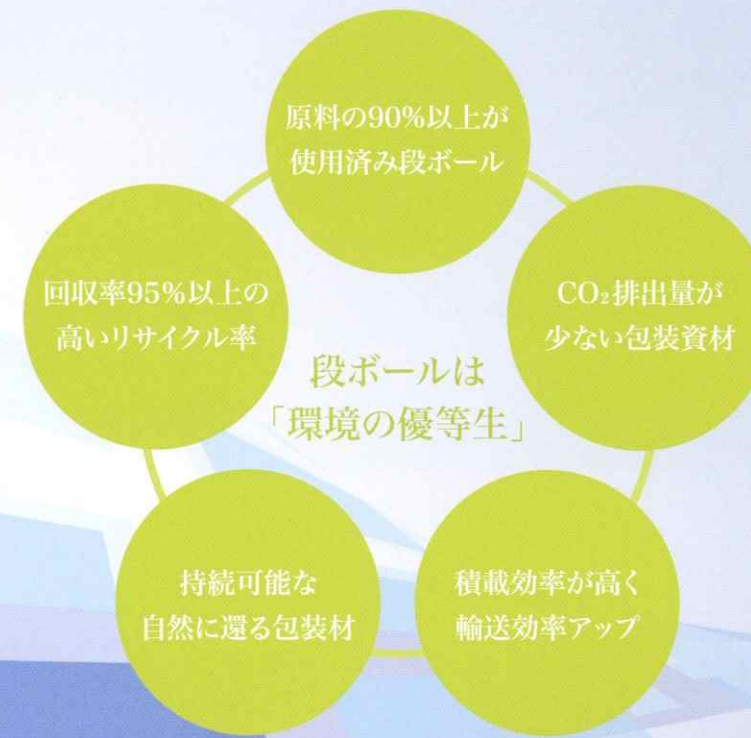 原料の90%以上が
使用済み段ボール
回収率95%以上の
高いリサイクル率
CO₂排出量が
少ない包装資材
段ボールは
「環境の優等生」
持続可能な
自然に還る包装材
積載効率が高く
輸送効率アップ